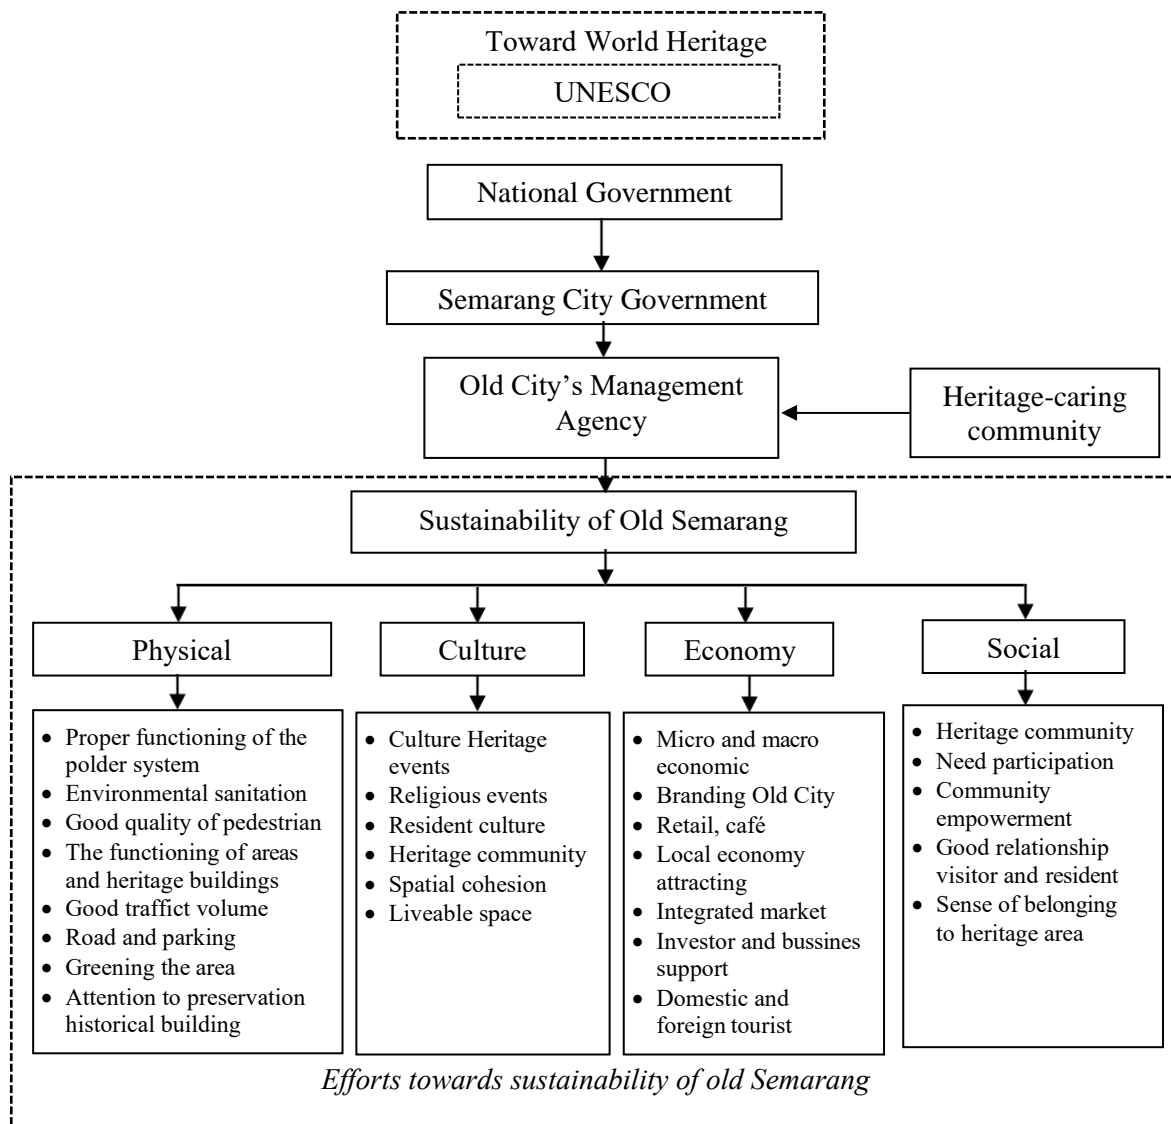 Toward World Heritage
UNESCO
National Government
Semarang City Government
Old City’s Management
Agency
Heritage-caring
community
Sustainability of Old Semarang
Physical
Culture
Economy
Social
• Proper functioning of the
polder system
• Environmental sanitation
• Good quality of pedestrian
• The functioning of areas
and heritage buildings
• Good traffict volume
• Road and parking
• Greening the area
• Attention to preservation
historical building
• Culture Heritage
events
• Religious events
• Resident culture
• Heritage community
• Spatial cohesion
• Liveable space
• Micro and macro
economic
• Branding Old City
• Retail, café
• Local economy
attracting
• Integrated market
• Investor and bussines
support
• Domestic and
foreign tourist
• Heritage community
• Need participation
• Community
empowerment
• Good relationship
visitor and resident
• Sense of belonging
to heritage area
Efforts towards sustainability of old Semarang